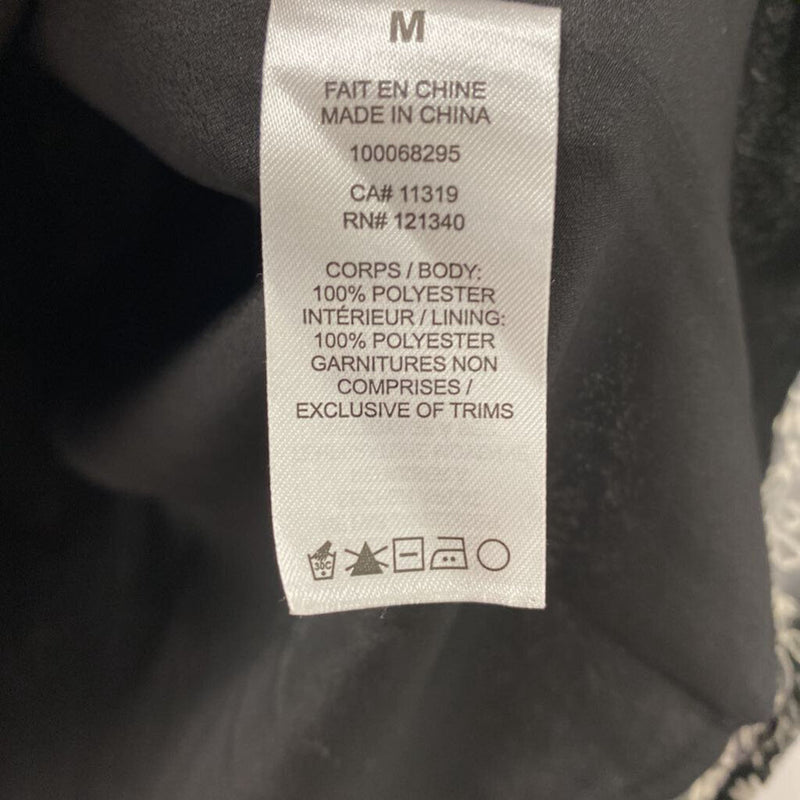 M
FAIT EN CHINE
MADE IN CHINA
100068295
CA# 11319
RN# 121340
CORPS / BODY:
100% POLYESTER
INTÉRIEUR / LINING:
100% POLYESTER
GARNITURES NON
COMPRISES /
EXCLUSIVE OF TRIMS
30C